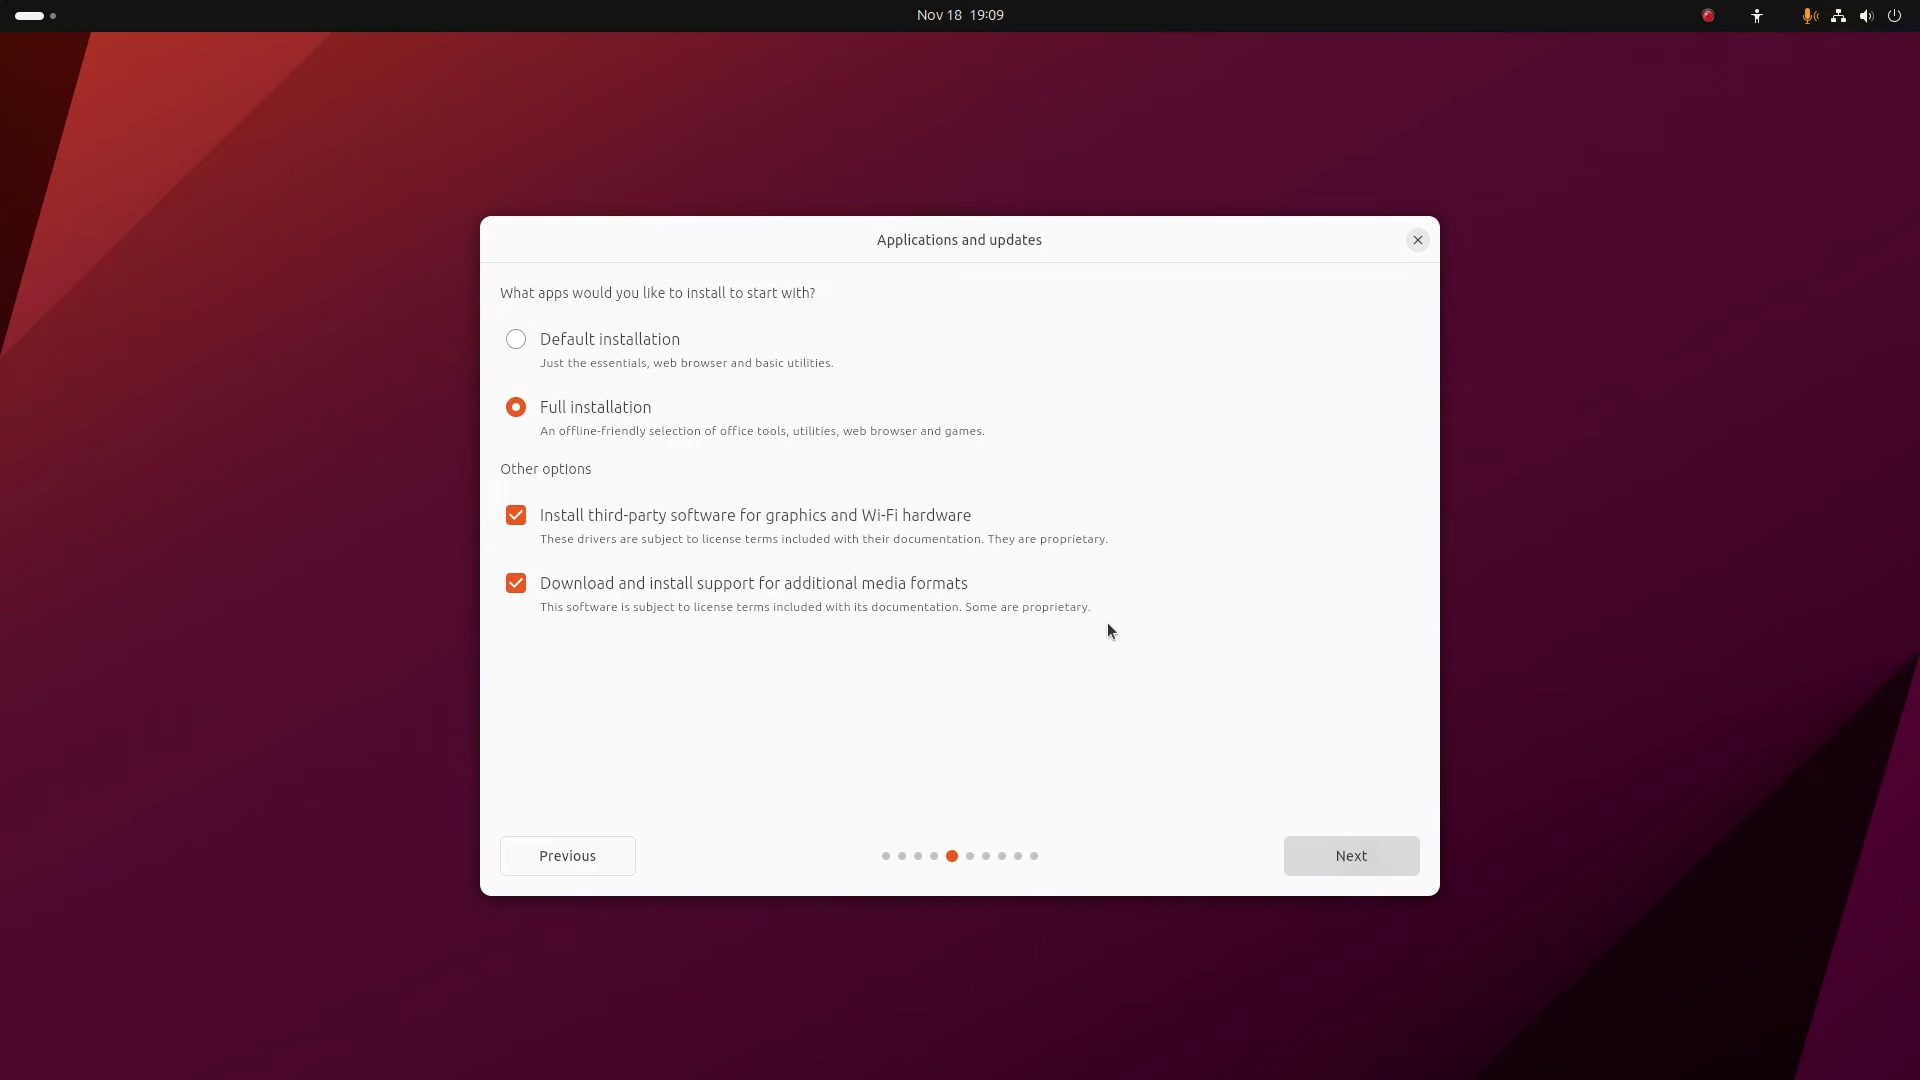 Nov 18 19:09
Applications and updates
What apps would you like to install to start with?
Default installation
Just the essentials, web browser and basic utilities.
Full installation
An offline-friendly selection of office tools, utilities, web browser and games.
Other options
Install third-party software for graphics and Wi-Fi hardware
These drivers are subject to license terms included with their documentation. They are proprietary.
Download and install support for additional media formats
This software is subject to license terms included with its documentation. Some are proprietary.
Previous
Next